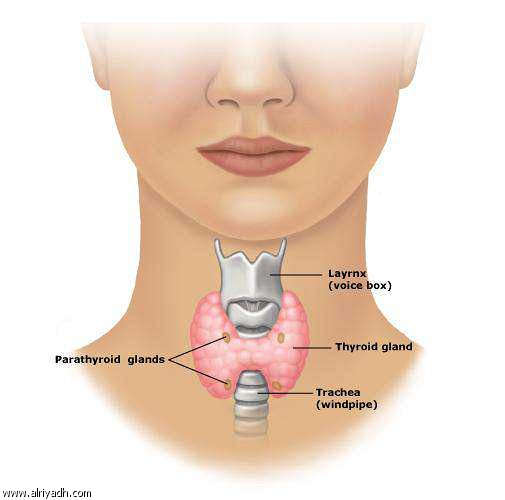 Layrnx
(voice box)
Parathyroid glands
Thyroid gland
Trachea
(windpipe)
www.alriyadh.com